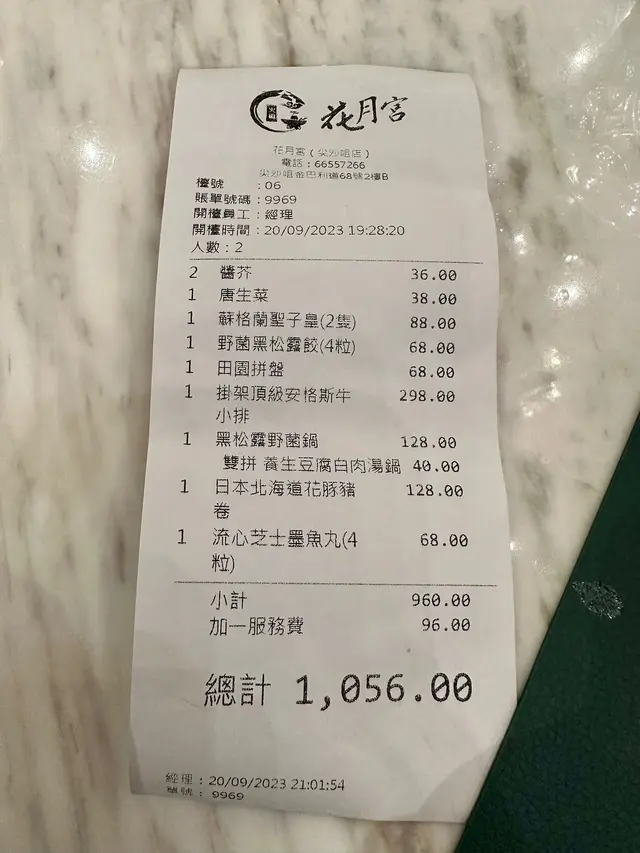 花月宮
花月宮(尖沙咀店)
電話:66557266
尖沙咀金巴利道68號2樓B
檯號 :06
賬單號碼:9969
開檯員工:經理
開檯時間:20/09/2023 19:28:20
人數:2
2 醬芥 36.00
1 唐生菜 38.00
1 蘇格蘭聖子皇(2隻) 88.00
1 野菌黑松露餃(4粒) 68.00
1 田園拼盤 68.00
1 掛架頂級安格斯牛 298.00
小排
1 黑松露野菌鍋 128.00
雙拼 養生豆腐白肉湯鍋 40.00
1 日本北海道花豚豬 128.00
卷
1 流心芝士墨魚丸(4 68.00
粒)
小計 960.00
加一服務費 96.00
總計 1,056.00
經理:20/09/2023 21:01:54
單號: 9969